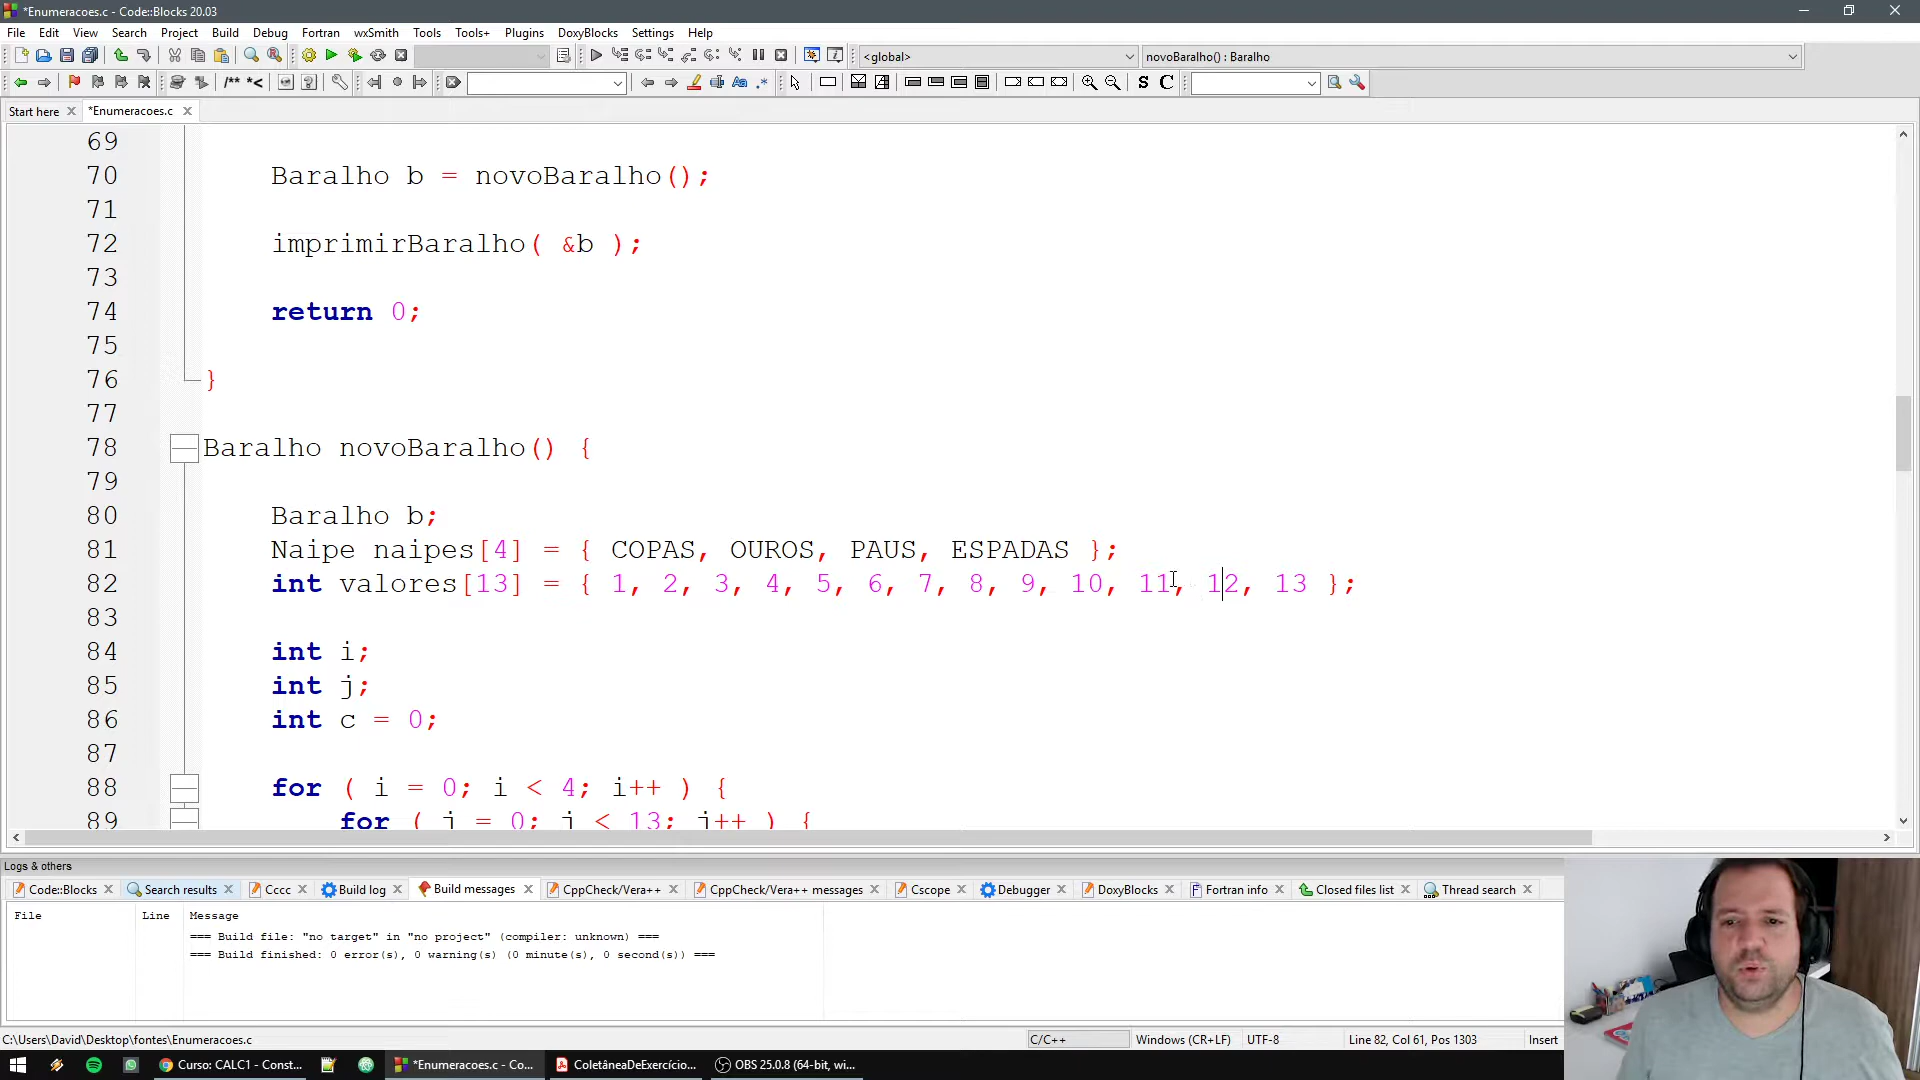 *Enumeracoes.c - Code::Blocks 20.03
File Edit View Search Project Build Debug Fortran wxSmith Tools Tools+ Plugins DoxyBlocks Settings Help
<global> novoBaralho() : Baralho
/** *< Aa .* S C
Start here *Enumeracoes.c
69
70 Baralho b = novoBaralho();
71
72 imprimirBaralho( &b );
73
74 return 0;
75
76 }
77
78 Baralho novoBaralho() {
79
80 Baralho b;
81 Naipe naipes[4] = { COPAS, OUROS, PAUS, ESPADAS };
82 int valores[13] = { 1, 2, 3, 4, 5, 6, 7, 8, 9, 10, 11, 12, 13 };
83
84 int i;
85 int j;
86 int c = 0;
87
88 for ( i = 0; i < 4; i++ ) {
89 for ( j = 0; j < 13; j++ ) {
Logs & others
Code::Blocks Search results Cccc Build log Build messages CppCheck/Vera++ CppCheck/Vera++ messages Cscope Debugger DoxyBlocks Fortran info Closed files list Thread search
File Line Message
=== Build file: "no target" in "no project" (compiler: unknown) ===
=== Build finished: 0 error(s), 0 warning(s) (0 minute(s), 0 second(s)) ===
C:\Users\David\Desktop\fontes\Enumeracoes.c C/C++ Windows (CR+LF) UTF-8 Line 82, Col 61, Pos 1303 Insert
Curso: CALC1 - Const... *Enumeracoes.c - Co... ColetâneaDeExercício... OBS 25.0.8 (64-bit, wi...